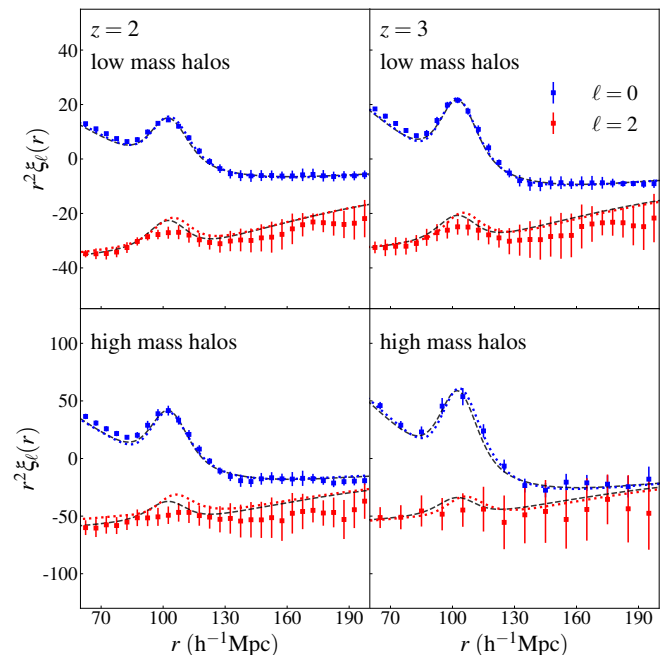 z = 2
low mass halos
z = 3
low mass halos
ℓ = 0
ℓ = 2
40
20
0
-20
-40
r²ξℓ(r)
high mass halos
high mass halos
100
50
0
-50
-100
r²ξℓ(r)
70 100 130 160 190 70 100 130 160 190
r (h⁻¹Mpc) r (h⁻¹Mpc)